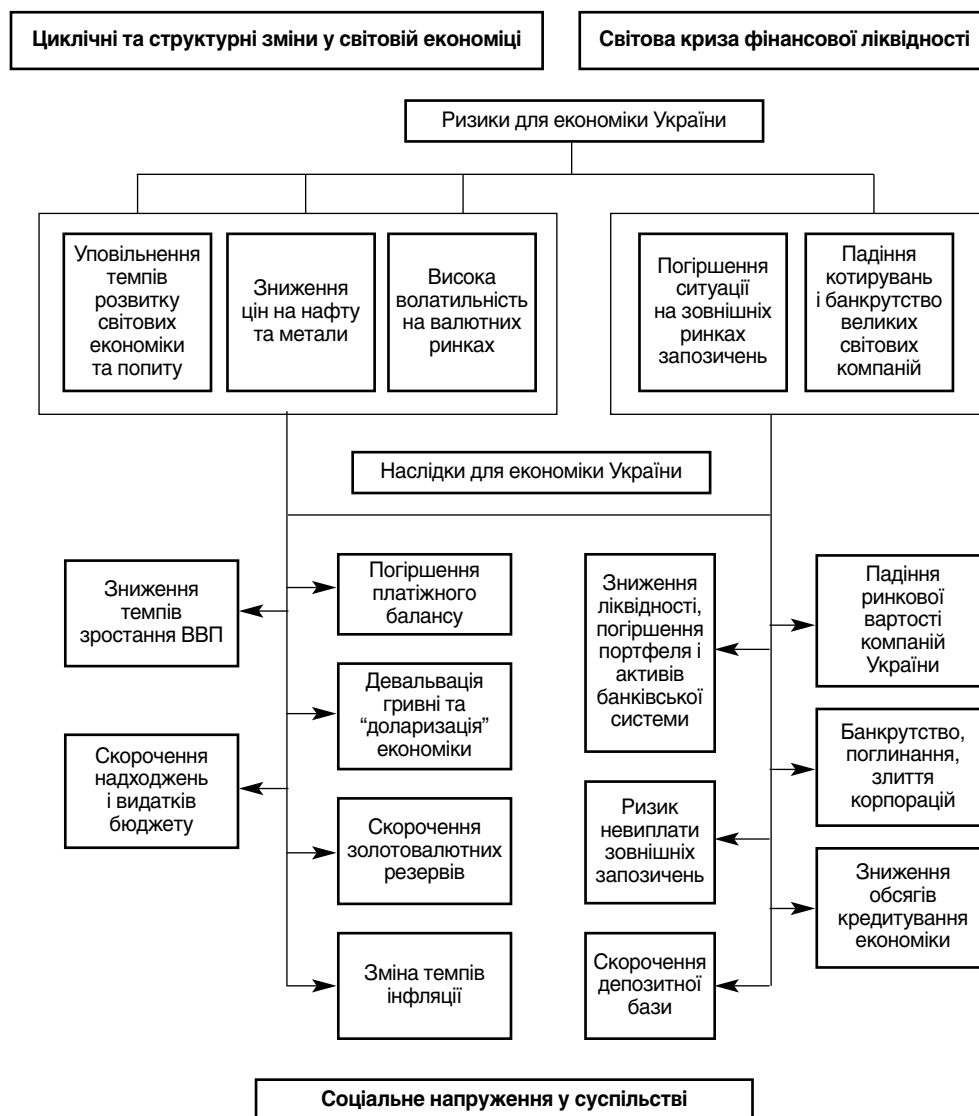 Циклічні та структурні зміни у світовій економіці
Світова криза фінансової ліквідності
Ризики для економіки України
Уповільнення
темпів
розвитку
світових
економіки
та попиту
Зниження
цін на нафту
та метали
Висока
волатильність
на валютних
ринках
Погіршення
ситуації
на зовнішніх
ринках
запозичень
Падіння
котирувань
і банкрутство
великих
світових
компаній
Наслідки для економіки України
Зниження
темпів
зростання ВВП
Скорочення
надходжень
і видатків
бюджету
Погіршення
платіжного
балансу
Девальвація
гривні та
“доларизація”
економіки
Скорочення
золотовалютних
резервів
Зміна темпів
інфляції
Зниження
ліквідності,
погіршення
портфеля і
активів
банківської
системи
Ризик
невиплати
зовнішніх
запозичень
Скорочення
депозитної
бази
Падіння
ринкової
вартості
компаній
України
Банкрутство,
поглинання,
злиття
корпорацій
Зниження
обсягів
кредитування
економіки
Соціальне напруження у суспільстві